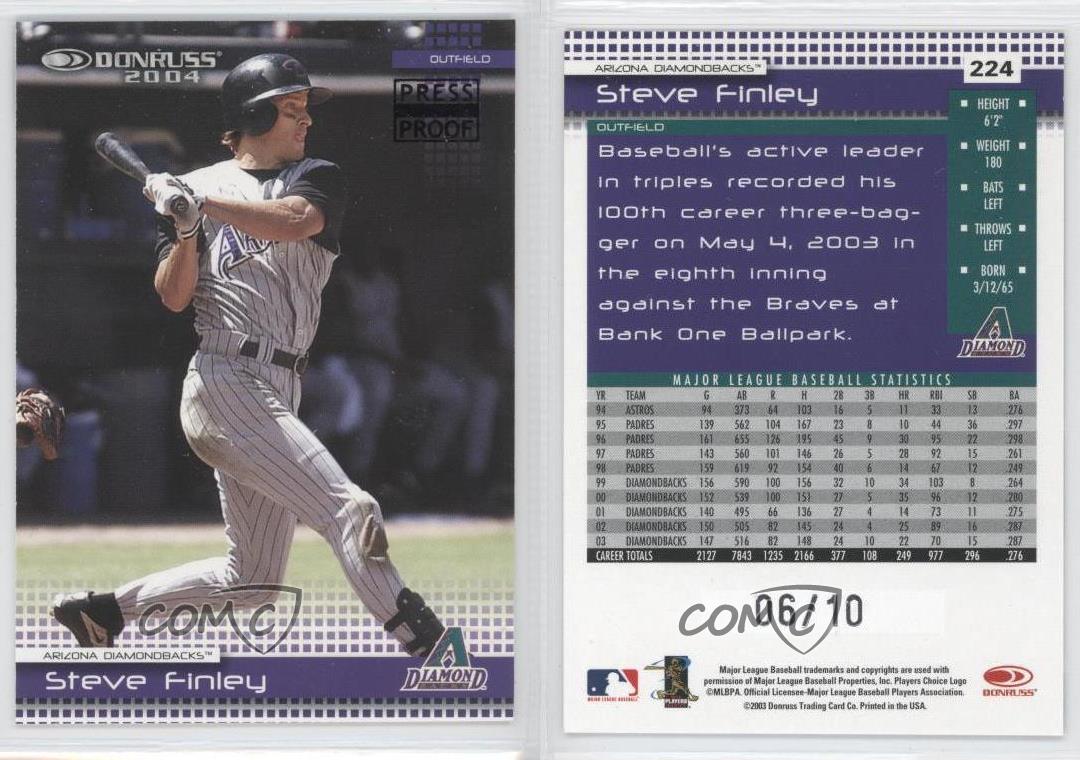 DONRUSS®
2004
OUTFIELD
PRESS
PROOF
COMC
ARIZONA DIAMONDBACKS™
Steve Finley
DIAMOND
BACKS
224
ARIZONA DIAMONDBACKS™
Steve Finley
OUTFIELD
Baseball's active leader
in triples recorded his
100th career three-bag-
ger on May 4, 2003 in
the eighth inning
against the Braves at
Bank One Ballpark.
HEIGHT
6'2"
WEIGHT
180
BATS
LEFT
THROWS
LEFT
BORN
3/12/65
DIAMOND
BACKS
MAJOR LEAGUE BASEBALL STATISTICS
YR TEAM G AB R H 2B 3B HR RBI SB BA
94 ASTROS 94 373 64 103 16 5 11 33 13 .276
95 PADRES 139 562 104 167 23 8 10 44 36 .297
96 PADRES 161 655 126 195 45 9 30 95 22 .298
97 PADRES 143 560 101 146 26 5 28 92 15 .261
98 PADRES 159 619 92 154 40 6 14 67 12 .249
99 DIAMONDBACKS 156 590 100 156 32 10 34 103 8 .264
00 DIAMONDBACKS 152 539 100 151 27 5 35 96 12 .280
01 DIAMONDBACKS 140 495 66 136 27 4 14 73 11 .275
02 DIAMONDBACKS 150 505 82 145 24 4 25 89 16 .287
03 DIAMONDBACKS 147 516 82 148 24 10 22 70 15 .287
CAREER TOTALS 2127 7843 1235 2166 377 108 249 977 296 .276
06/10
COMC
MAJOR LEAGUE BASEBALL
PLAYERS
Major League Baseball trademarks and copyrights are used with
permission of Major League Baseball Properties, Inc. Players Choice Logo
©MLBPA. Official Licensee-Major League Baseball Players Association.
©2003 Donruss Trading Card Co. Printed in the USA.
DONRUSS®